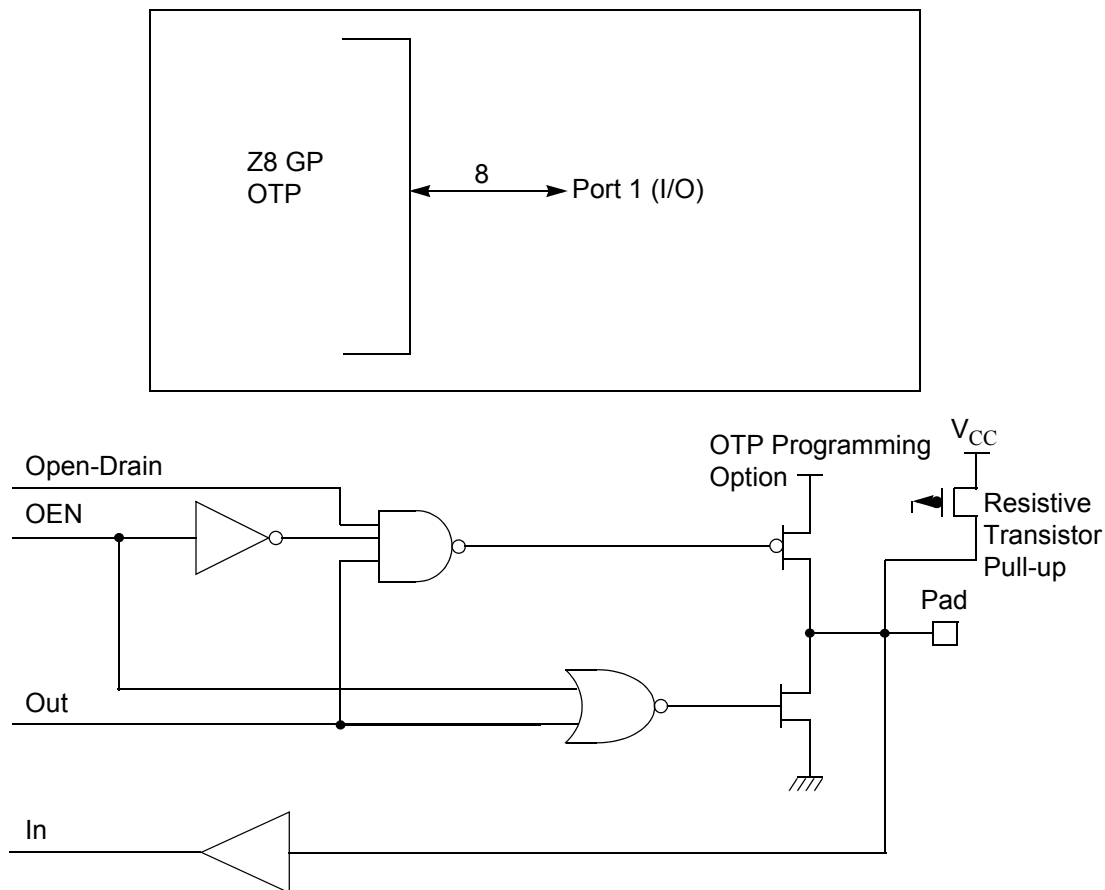 Z8 GP
OTP
8
Port 1 (I/O)
Open-Drain
OEN
OTP Programming
Option
VCC
Resistive
Transistor
Pull-up
Pad
Out
In